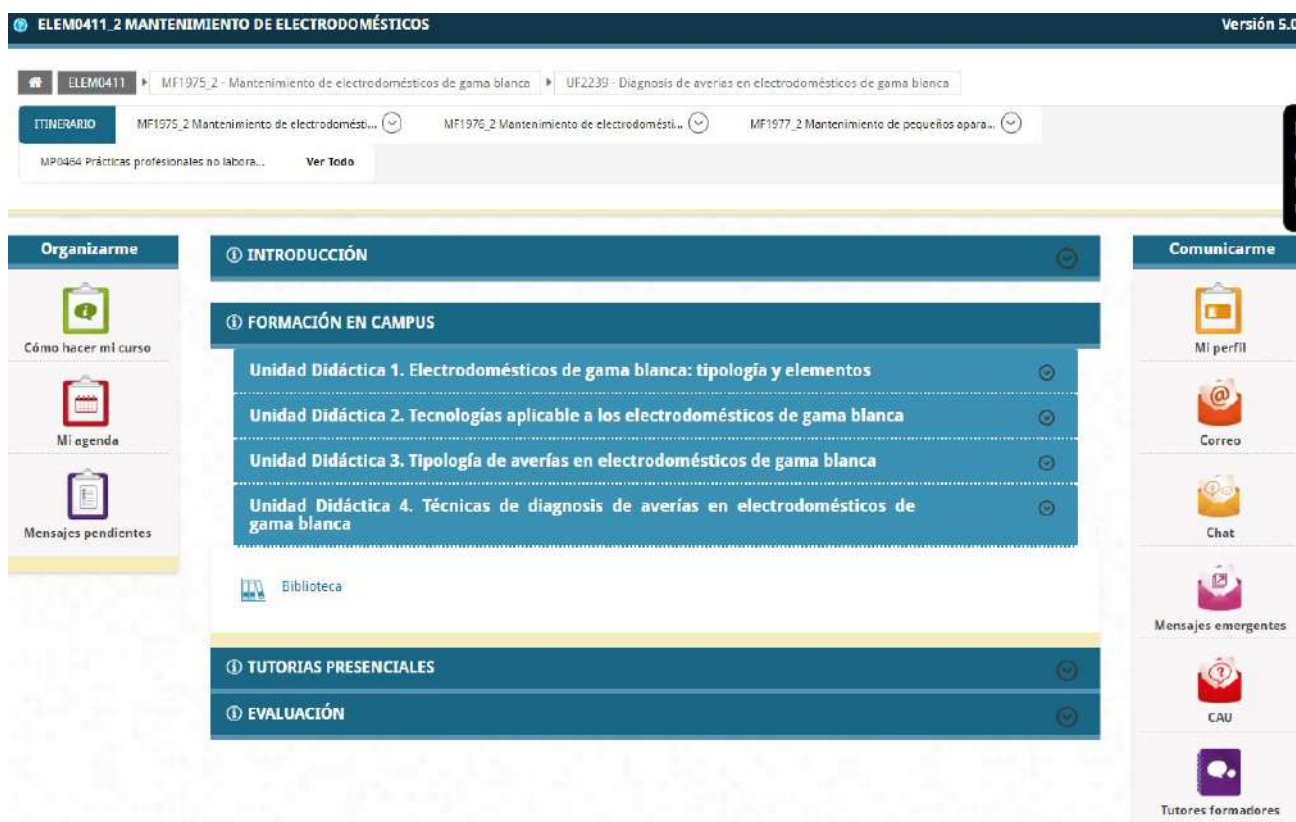 ELEM0411_2 MANTENIMIENTO DE ELECTRODOMÉSTICOS
Versión 5.0
ELEM0411
MF1975_2 - Mantenimiento de electrodomésticos de gama blanca
UF2239 - Diagnosis de averías en electrodomésticos de gama blanca
ITINERARIO
MF1975_2 Mantenimiento de electrodomésti...
MF1976_2 Mantenimiento de electrodomésti...
MF1977_2 Mantenimiento de pequeños apara...
MP0464 Prácticas profesionales no labora...
Ver Todo
Organizarme
Cómo hacer mi curso
Mi agenda
Mensajes pendientes
INTRODUCCIÓN
FORMACIÓN EN CAMPUS
Unidad Didáctica 1. Electrodomésticos de gama blanca: tipología y elementos
Unidad Didáctica 2. Tecnologías aplicable a los electrodomésticos de gama blanca
Unidad Didáctica 3. Tipología de averías en electrodomésticos de gama blanca
Unidad Didáctica 4. Técnicas de diagnosis de averías en electrodomésticos de
gama blanca
Biblioteca
TUTORIAS PRESENCIALES
EVALUACIÓN
Comunicarme
Mi perfil
Correo
Chat
Mensajes emergentes
CAU
Tutores formadores